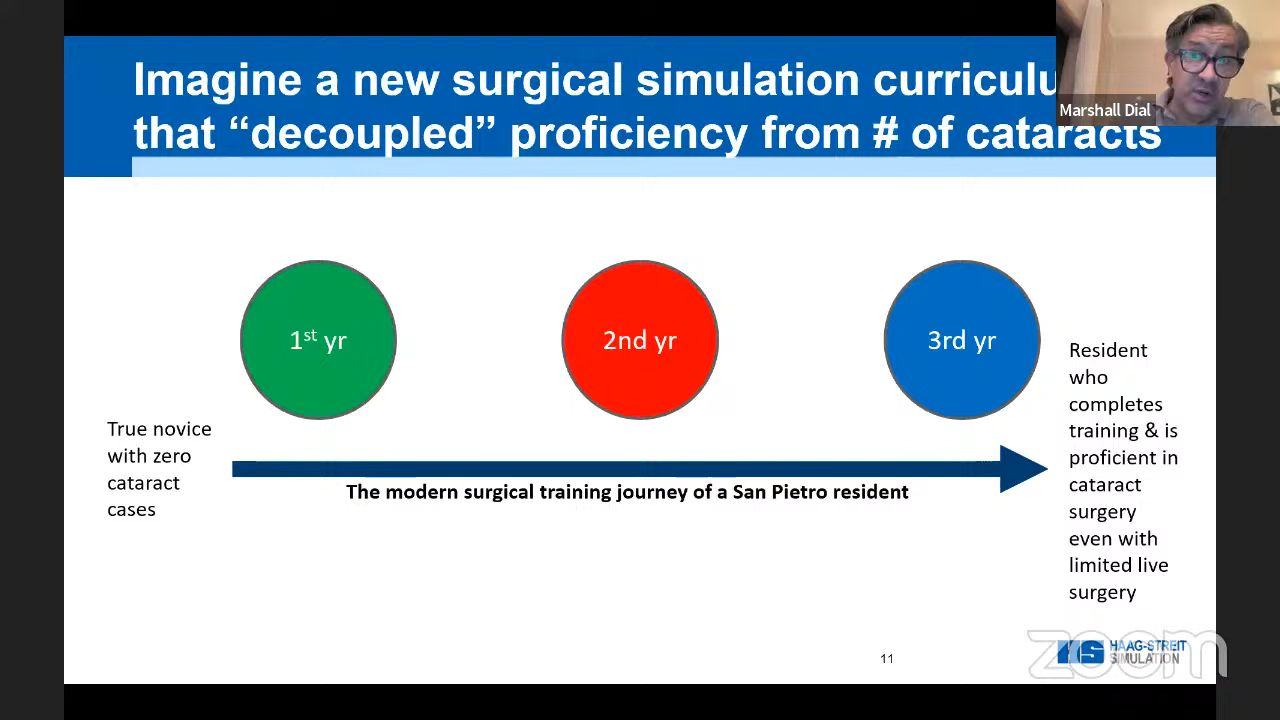 Imagine a new surgical simulation curriculu
that “decoupled” proficiency from # of cataracts
Marshall Dial
1st yr
2nd yr
3rd yr
True novice
with zero
cataract
cases
The modern surgical training journey of a San Pietro resident
Resident
who
completes
training & is
proficient in
cataract
surgery
even with
limited live
surgery
11
HAAG-STREIT
SIMULATION
zoom